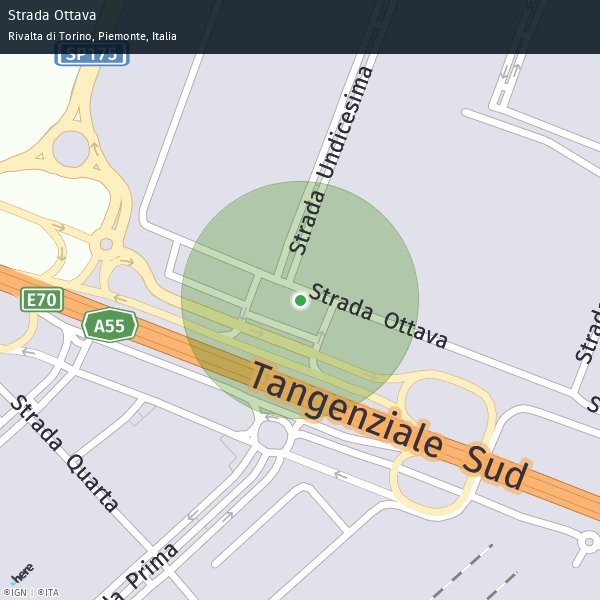 Strada Ottava
Rivalta di Torino, Piemonte, Italia
SP175
Strada Undicesima
Strada Ottava
E70
A55
Tangenziale Sud
Strada Quarta
Prima
here
©IGN | ©ITA